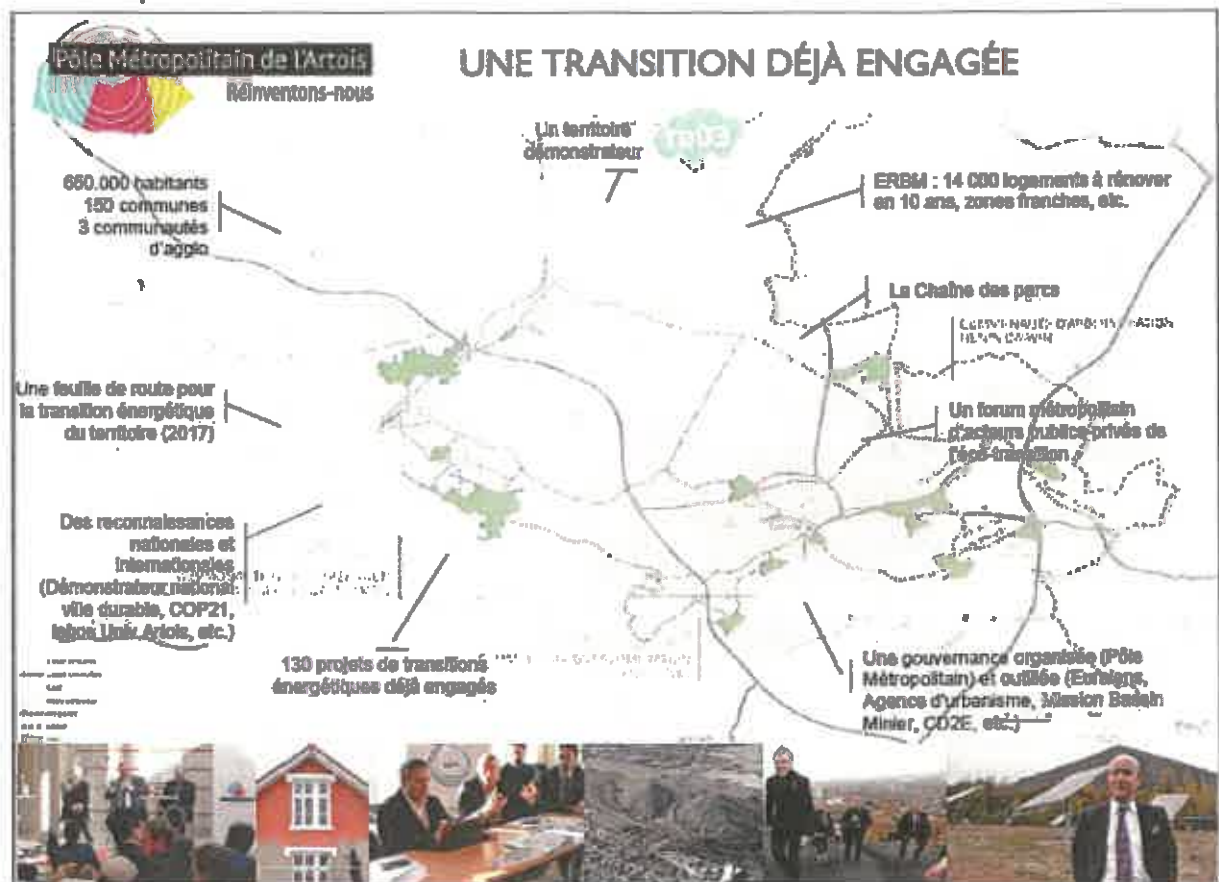 Pôle Métropolitain de l'Artois
Réinventons-nous
UNE TRANSITION DÉJÀ ENGAGÉE
Un territoire
démonstrateur
rev3
650.000 habitants
150 communes
3 communautés
d'agglo
ERBM : 14 000 logements à rénover
en 10 ans, zones franches, etc.
La Chaîne des parcs
Une feuille de route pour
la transition énergétique
du territoire (2017)
Un forum métropolitain
d'acteurs publics-privés de
l'éco-transition
Des reconnaissances
nationales et
internationales
(Démonstrateur national
ville durable, COP21,
labos Univ. Artois, etc.)
130 projets de transitions
énergétiques déjà engagés
Une gouvernance organisée (Pôle
Métropolitain) et outillée (Euralens,
Agence d'urbanisme, Mission Bassin
Minier, CD2E, etc.)